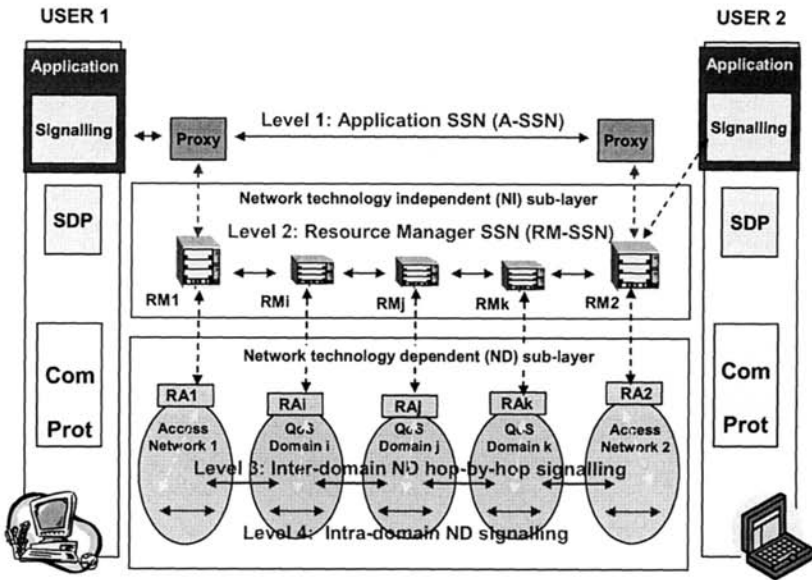 USER 1
USER 2
Application
Application
Signalling
Signalling
Level 1: Application SSN (A-SSN)
Proxy
Proxy
SDP
SDP
Network technology independent (NI) sub-layer
Level 2: Resource Manager SSN (RM-SSN)
RM1
RMi
RMj
RMk
RM2
Network technology dependent (ND) sub-layer
Com
Prot
Com
Prot
RA1
RAi
RAj
RAk
RA2
Access
Network 1
QoS
Domain i
QoS
Domain j
QoS
Domain k
Access
Network 2
Level 3: Inter-domain ND hop-by-hop signalling
Level 4: Intra-domain ND signalling